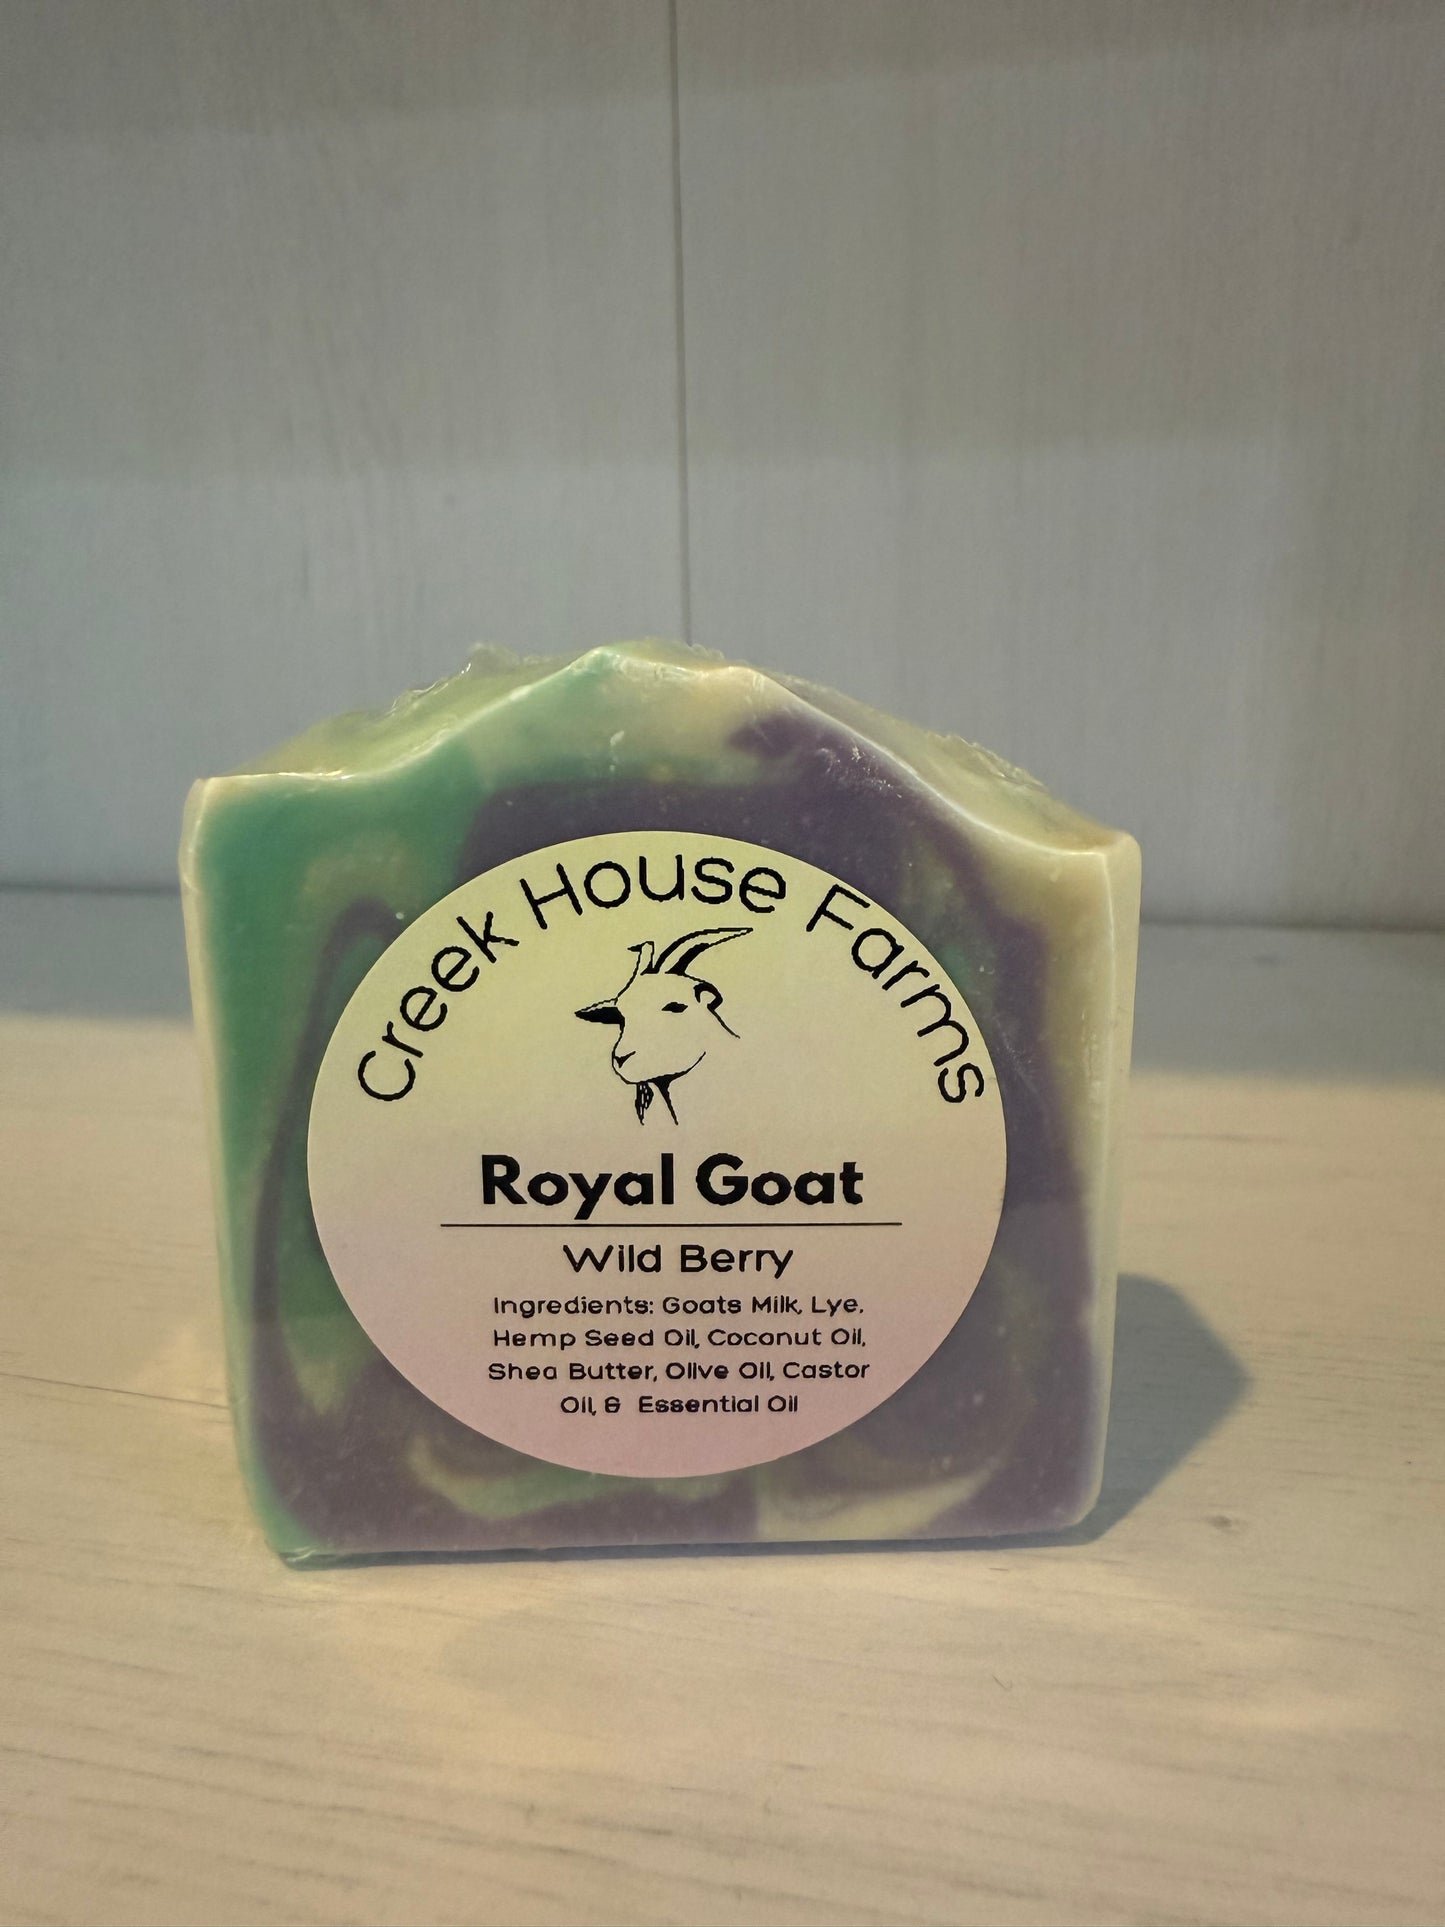 Creek House Farms
Royal Goat
Wild Berry
Ingredients: Goats Milk, Lye,
Hemp Seed Oil, Coconut Oil,
Shea Butter, Olive Oil, Castor
Oil, & Essential Oil